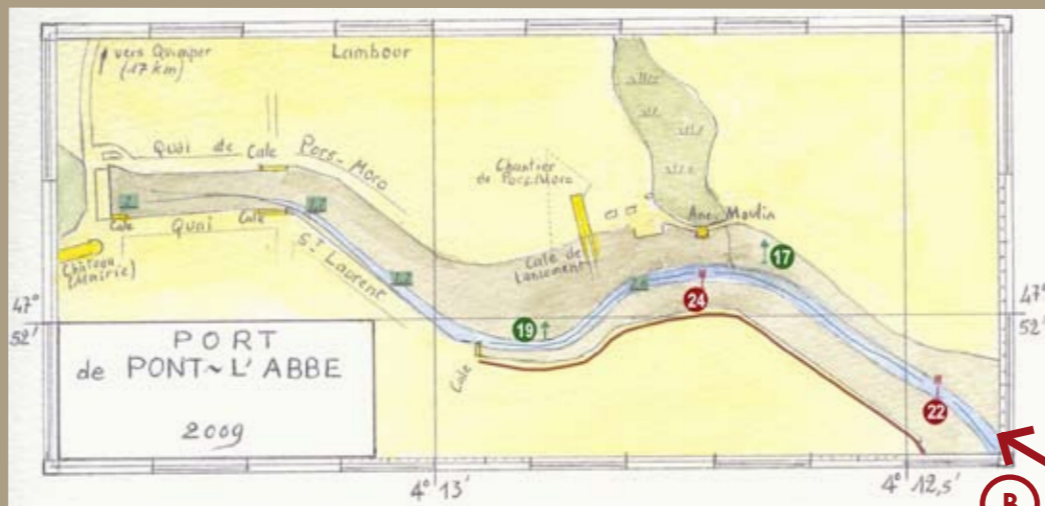 vers Quimper
(17 km)
Lambour
Quai de
Cale
Pors-Moro
Chantier
de Pors-Moro
Anc. Moulin
Cale
Quai
Cale
St Laurent
Château
(Mairie)
Cale de
Lancement
17
24
19
47°
52'
47°
52'
PORT
de PONT~L'ABBE
2009
Cale
22
4° 13'
4° 12,5'
B